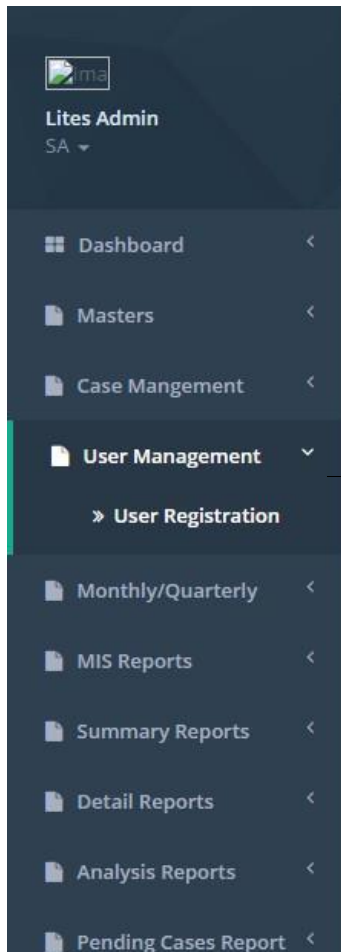 ima
Lites Admin
SA
Dashboard
Masters
Case Mangement
User Management
» User Registration
Monthly/Quarterly
MIS Reports
Summary Reports
Detail Reports
Analysis Reports
Pending Cases Report